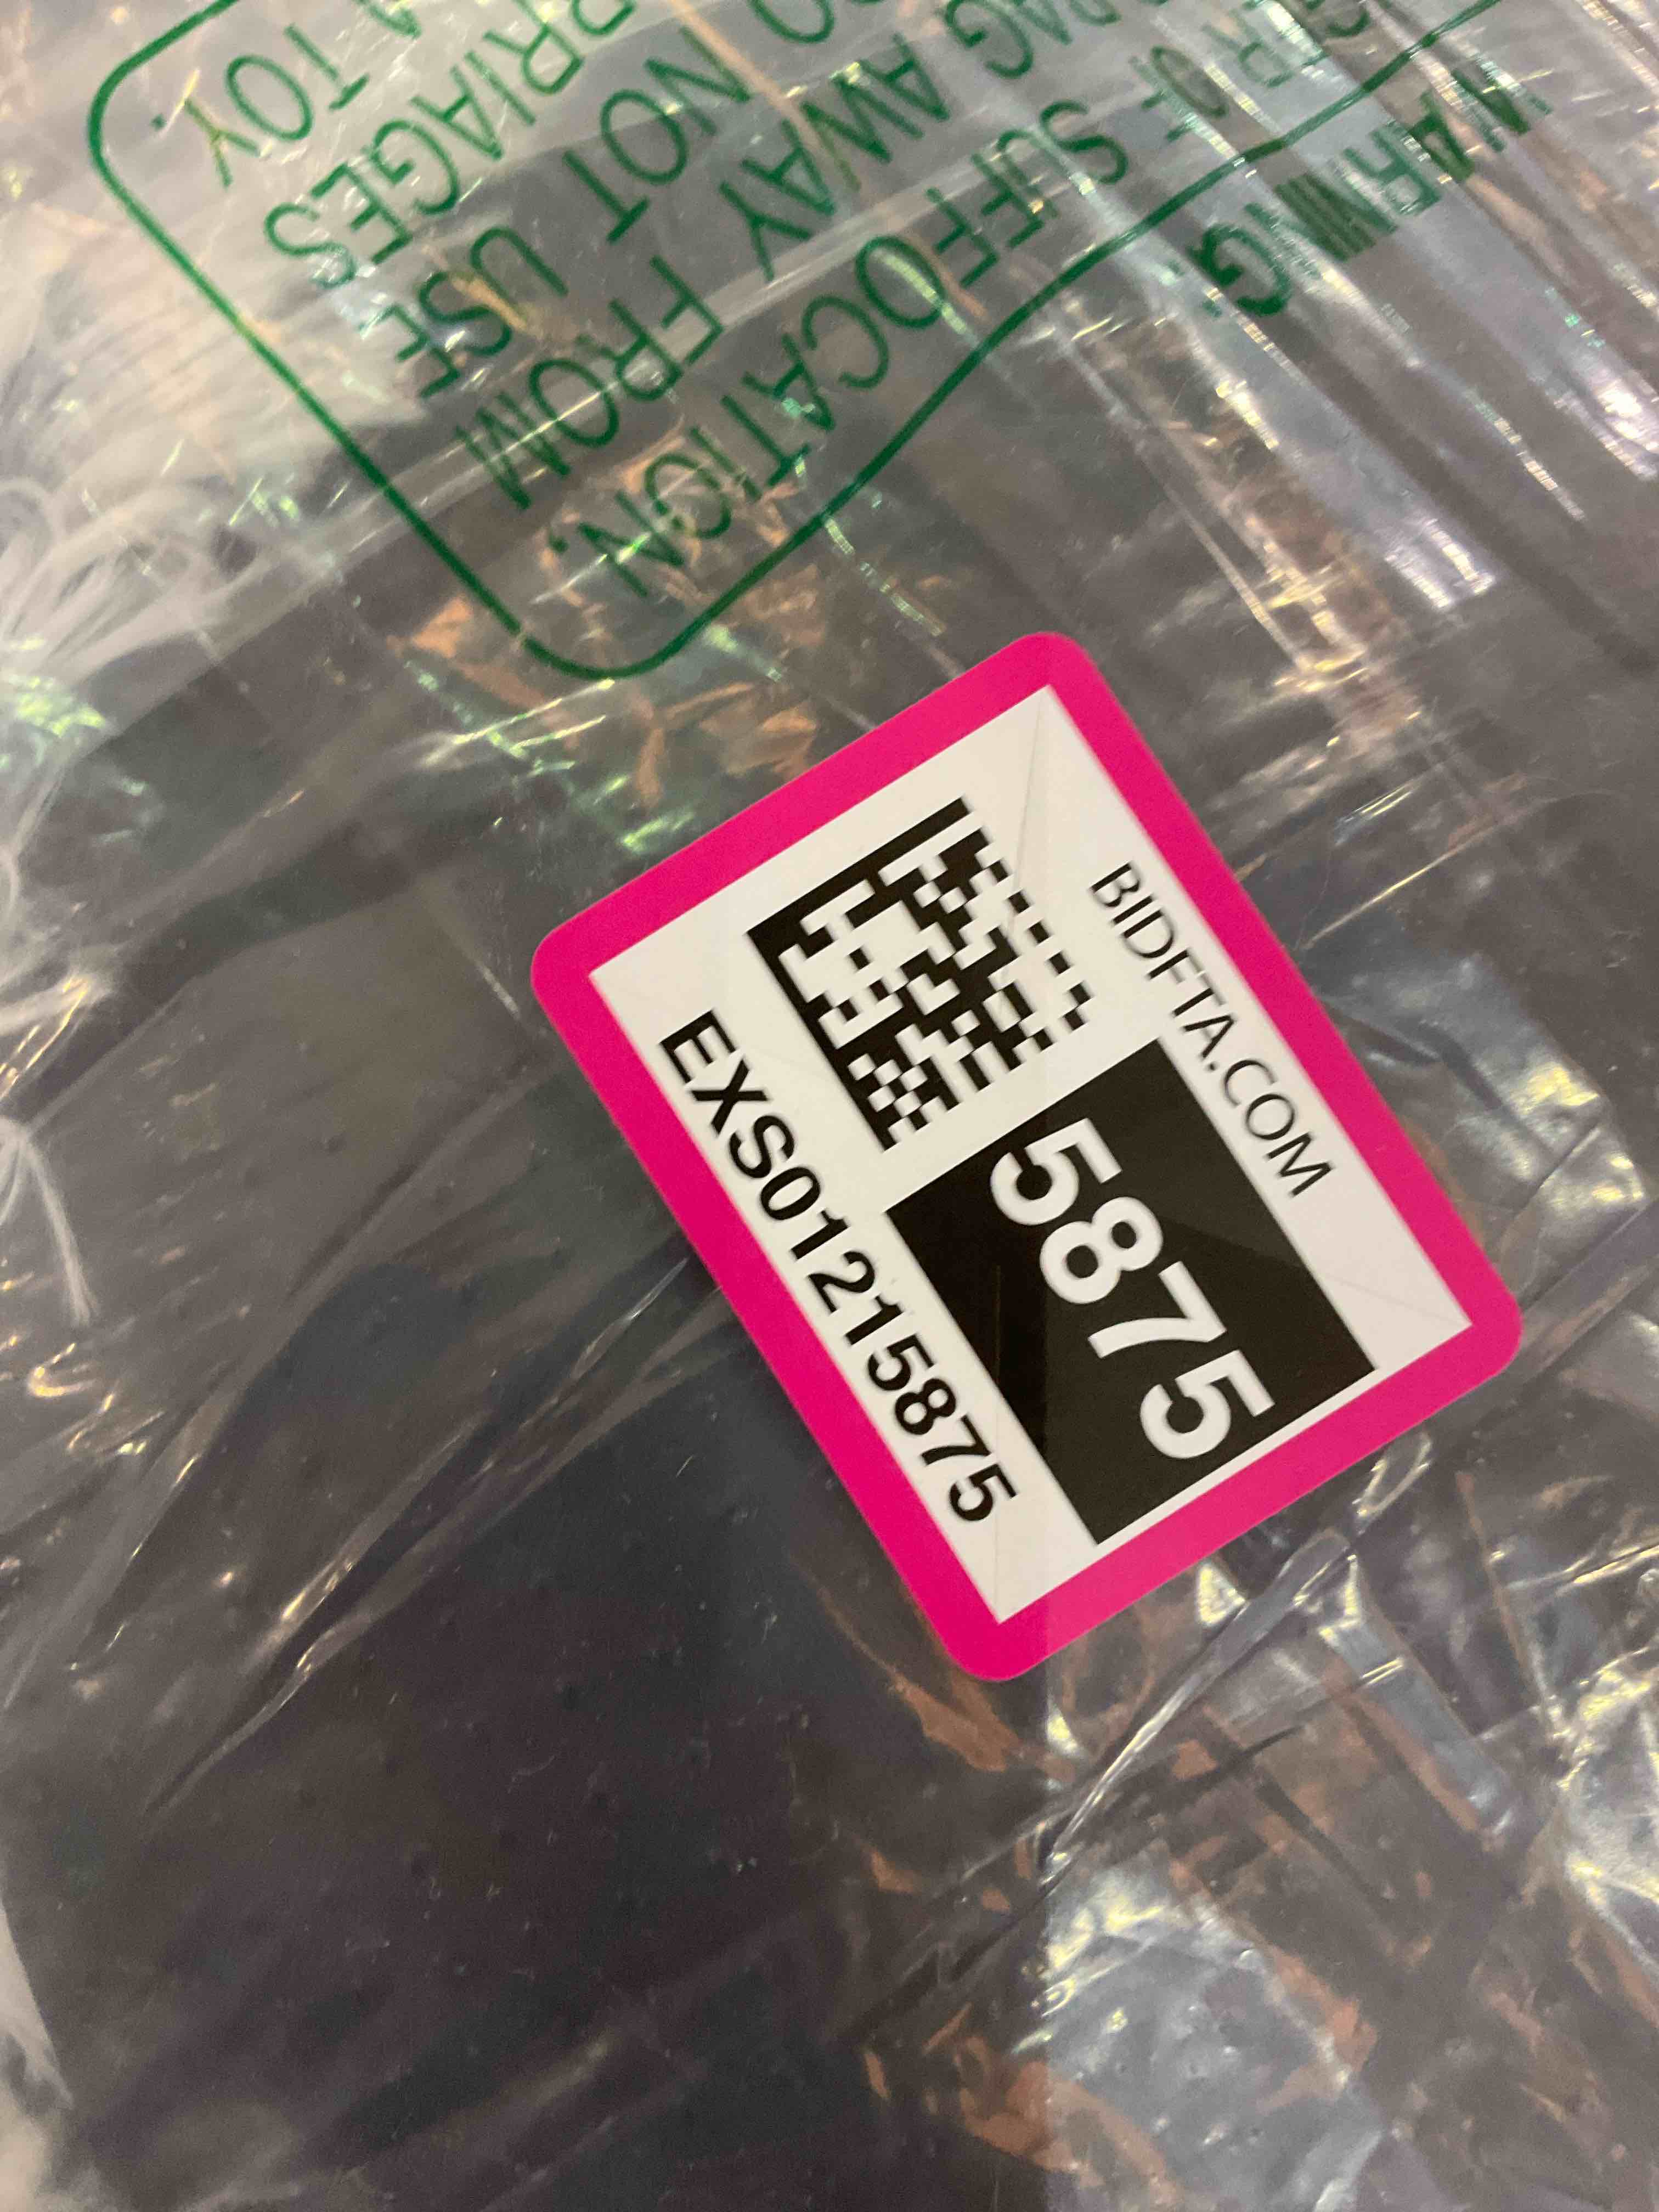 BIDFTA.COM
5875
EXS01215875
WARNING.
SUFFOCATION,
AWAY FROM
NOT USE
TOY.